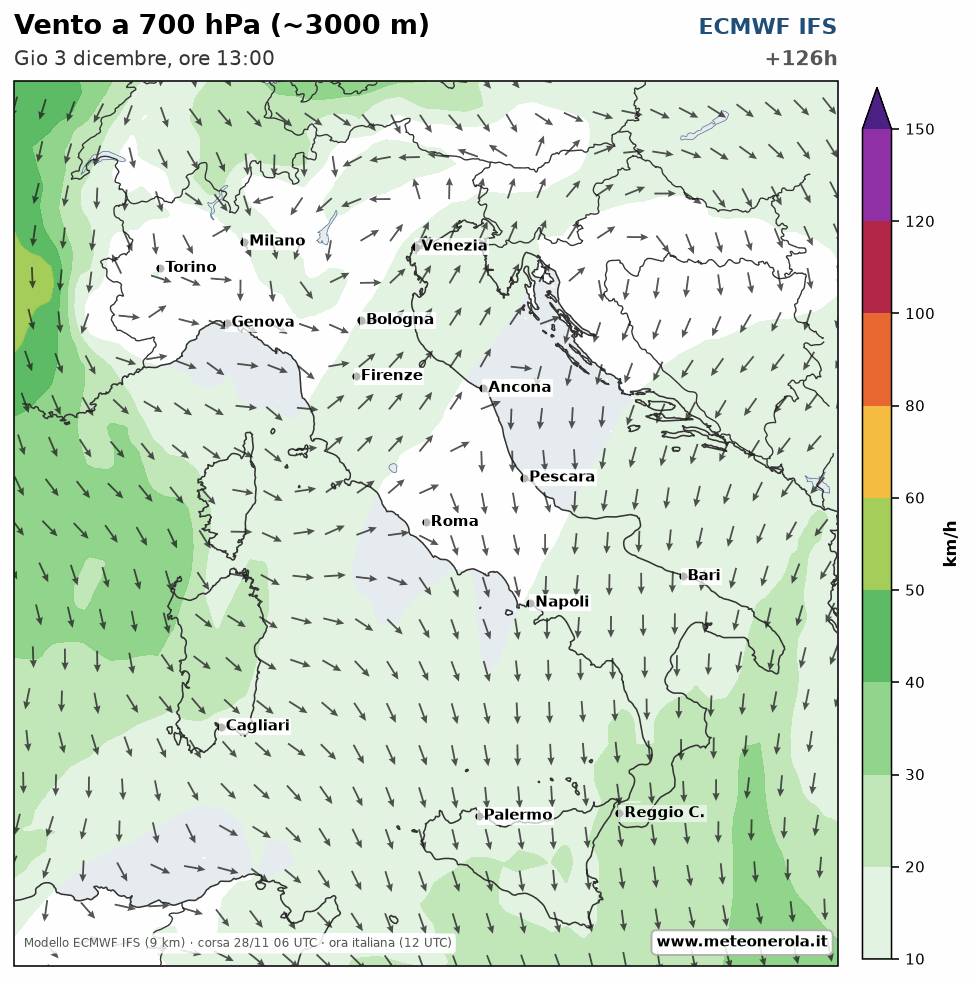 Vento a 700 hPa (~3000 m)
ECMWF IFS
Gio 3 dicembre, ore 13:00
+126h
Milano
Venezia
Torino
Genova
Bologna
Firenze
Ancona
Pescara
Roma
Bari
Napoli
Cagliari
Palermo
Reggio C.
150
120
100
80
60
50
40
30
20
10
km/h
Modello ECMWF IFS (9 km) · corsa 28/11 06 UTC · ora italiana (12 UTC)
www.meteonerola.it